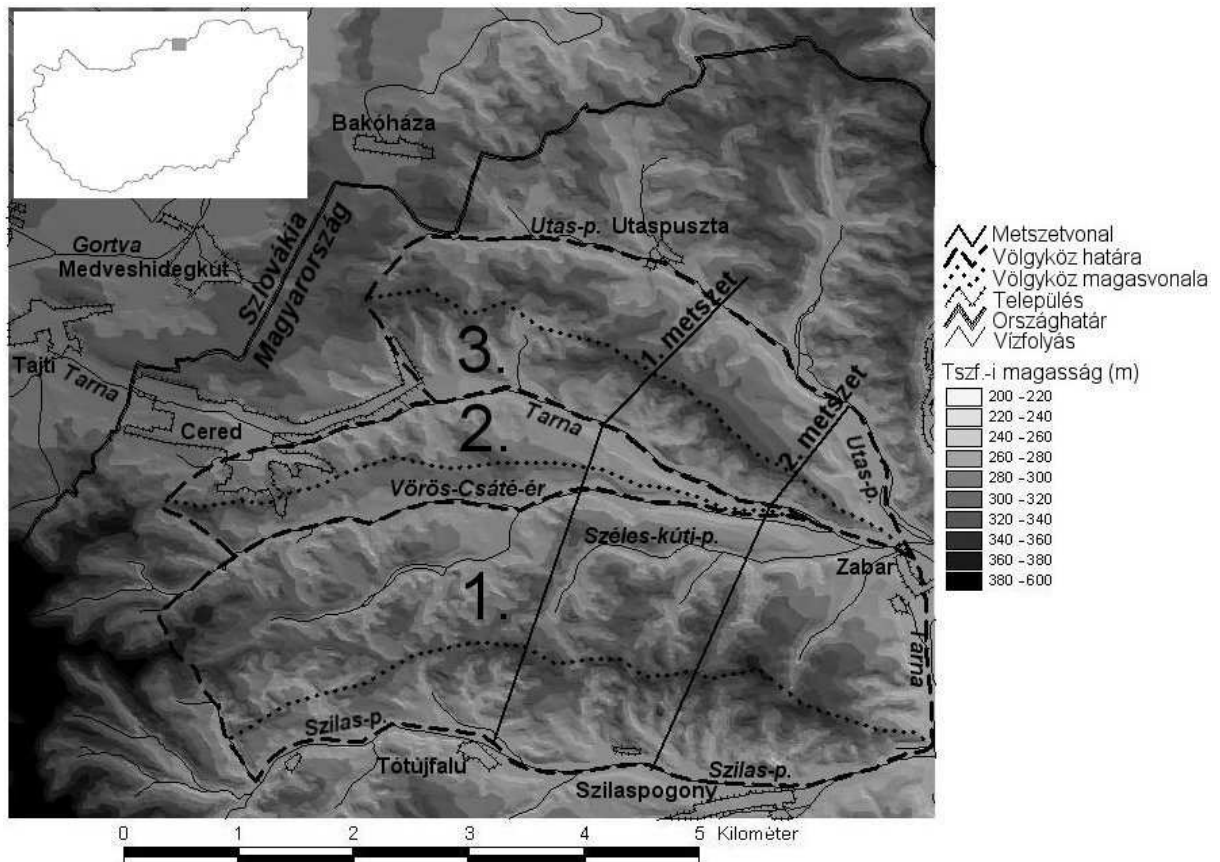 Bakóháza
Utas-p. Utaspuszta
Gortva
Medveshidegkút
Szlovákia
Magyarország
Metszetvonal
Völgyköz határa
Völgyköz magasvonala
Település
Országhatár
Vízfolyás
Tszf.-i magasság (m)
200 -220
220 -240
240 -260
260 -280
280 -300
300 -320
320 -340
340 -360
360 -380
380 -600
1. metszet
3.
Tajti
Tarna
Tarna
2.
Cered
2. metszet
Utas-p.
Vörös-Csáté-ér
Széles-kúti-p.
Zabar
1.
Tarna
Szilas-p.
Tótújfalu
Szilas-p.
Szilaspogony
0 1 2 3 4 5 Kilométer